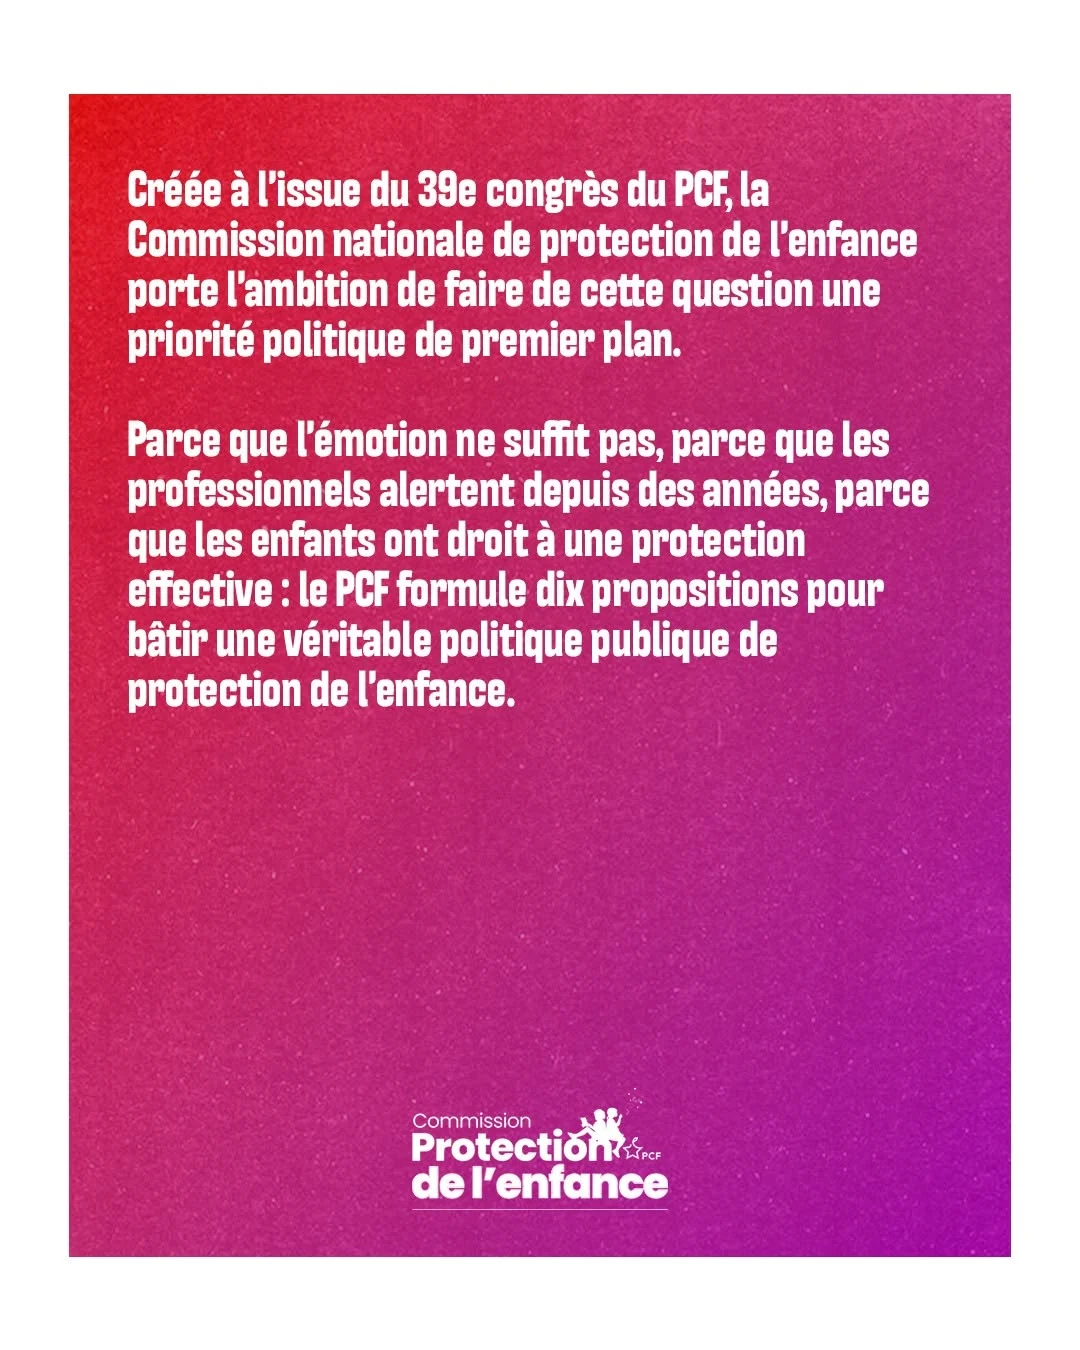 Créée à l'issue du 39e congrès du PCF, la
Commission nationale de protection de l'enfance
porte l'ambition de faire de cette question une
priorité politique de premier plan.
Parce que l'émotion ne suffit pas, parce que les
professionnels alertent depuis des années, parce
que les enfants ont droit à une protection
effective : le PCF formule dix propositions pour
bâtir une véritable politique publique de
protection de l'enfance.
Commission
Protection
PCF
de l'enfance